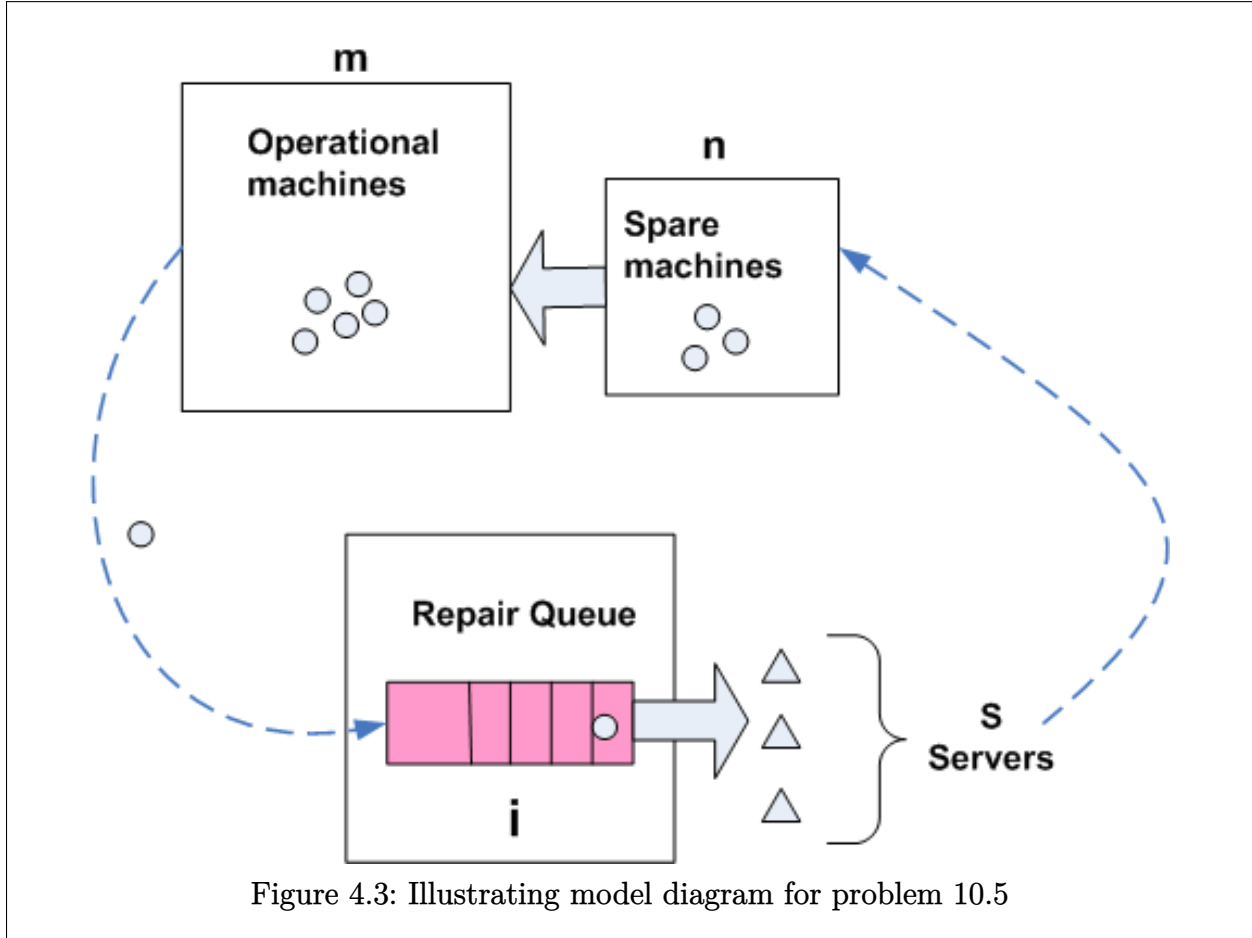 m
Operational
machines
n
Spare
machines
Repair Queue
i
S
Servers
Figure 4.3: Illustrating model diagram for problem 10.5